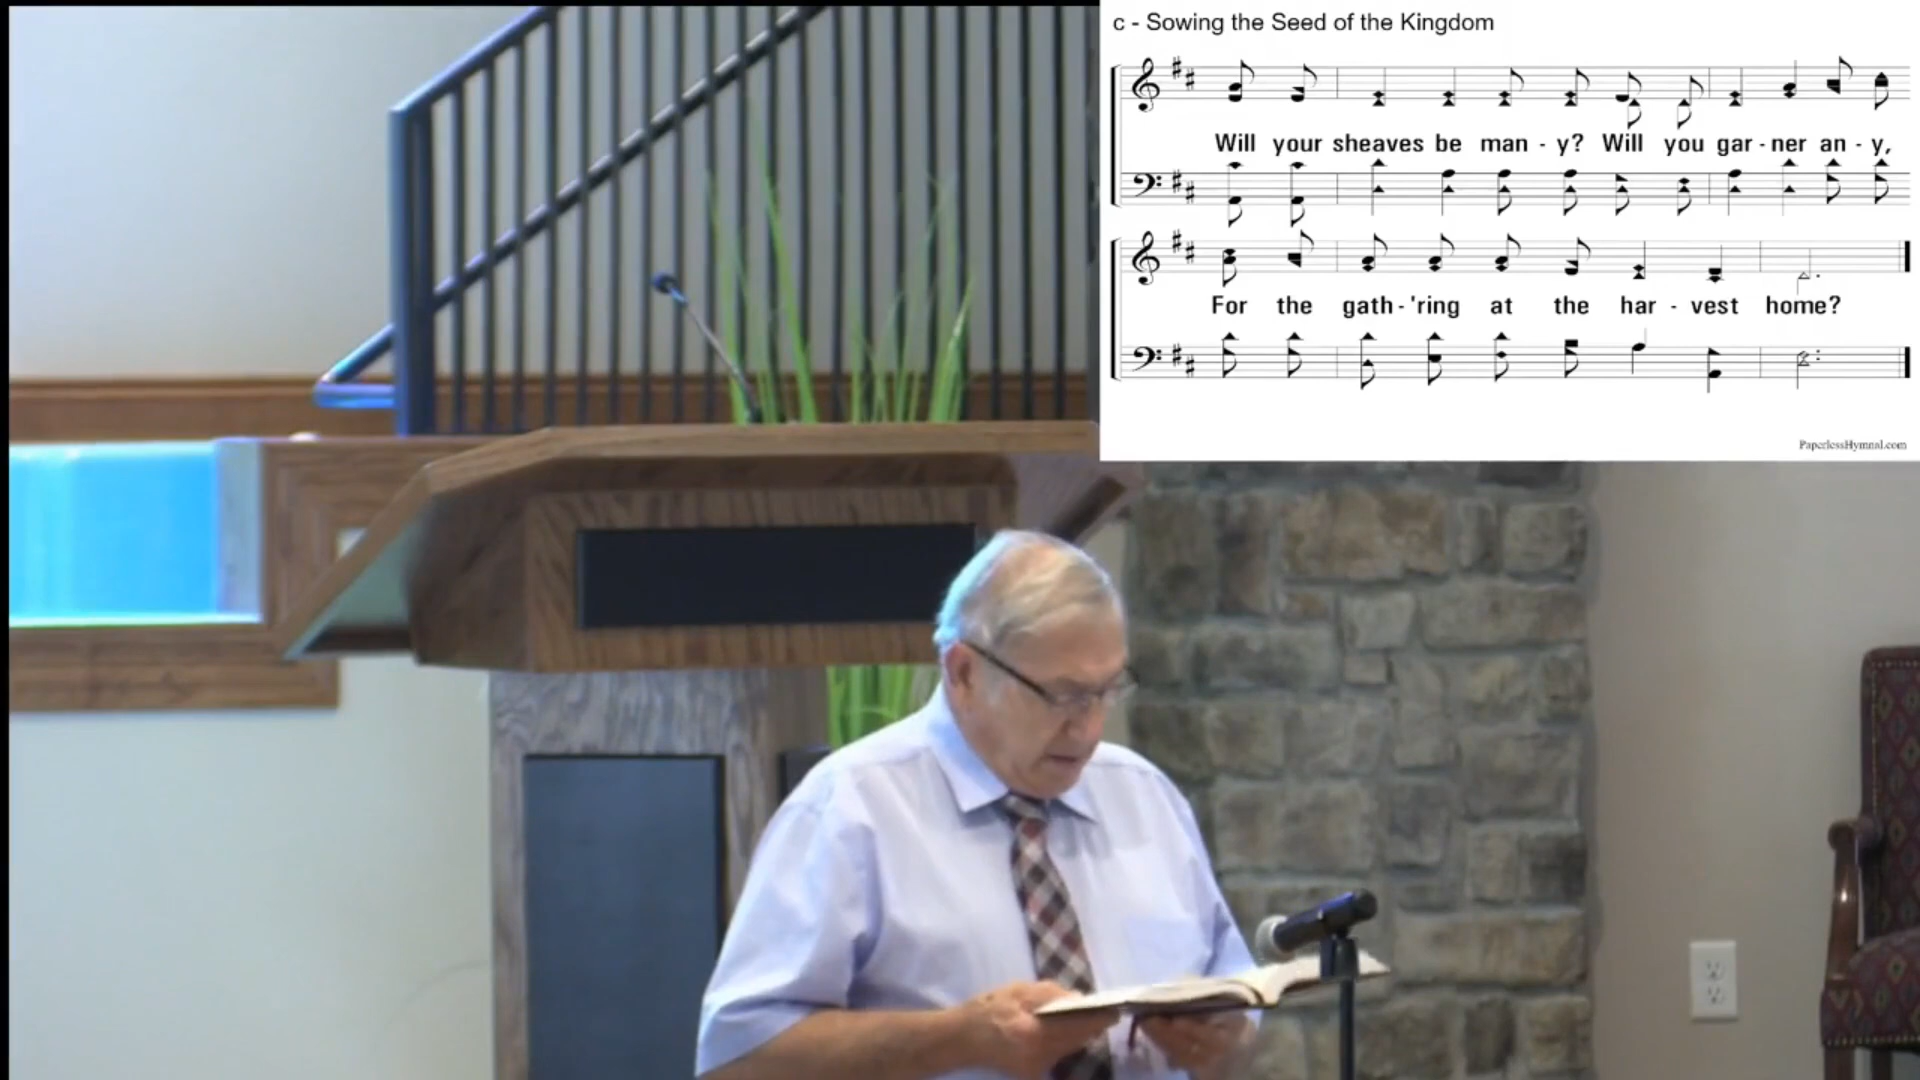 c - Sowing the Seed of the Kingdom
Will your sheaves be man - y? Will you gar - ner an - y,
For the gath - 'ring at the har - vest home?
PaperlessHymnal.com